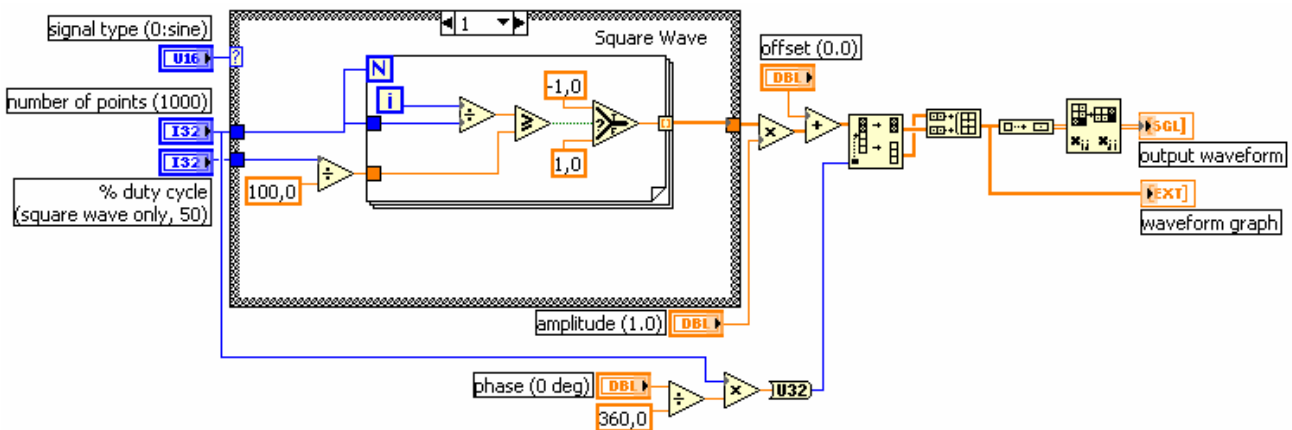 signal type (0:sine)
U16
?
1
Square Wave
number of points (1000)
I32
I32
% duty cycle
(square wave only, 50)
100,0
N
i
-1,0
1,0
?
offset (0.0)
DBL
amplitude (1.0)
DBL
phase (0 deg)
DBL
360,0
U32
SGL]
output waveform
[EXT]
waveform graph